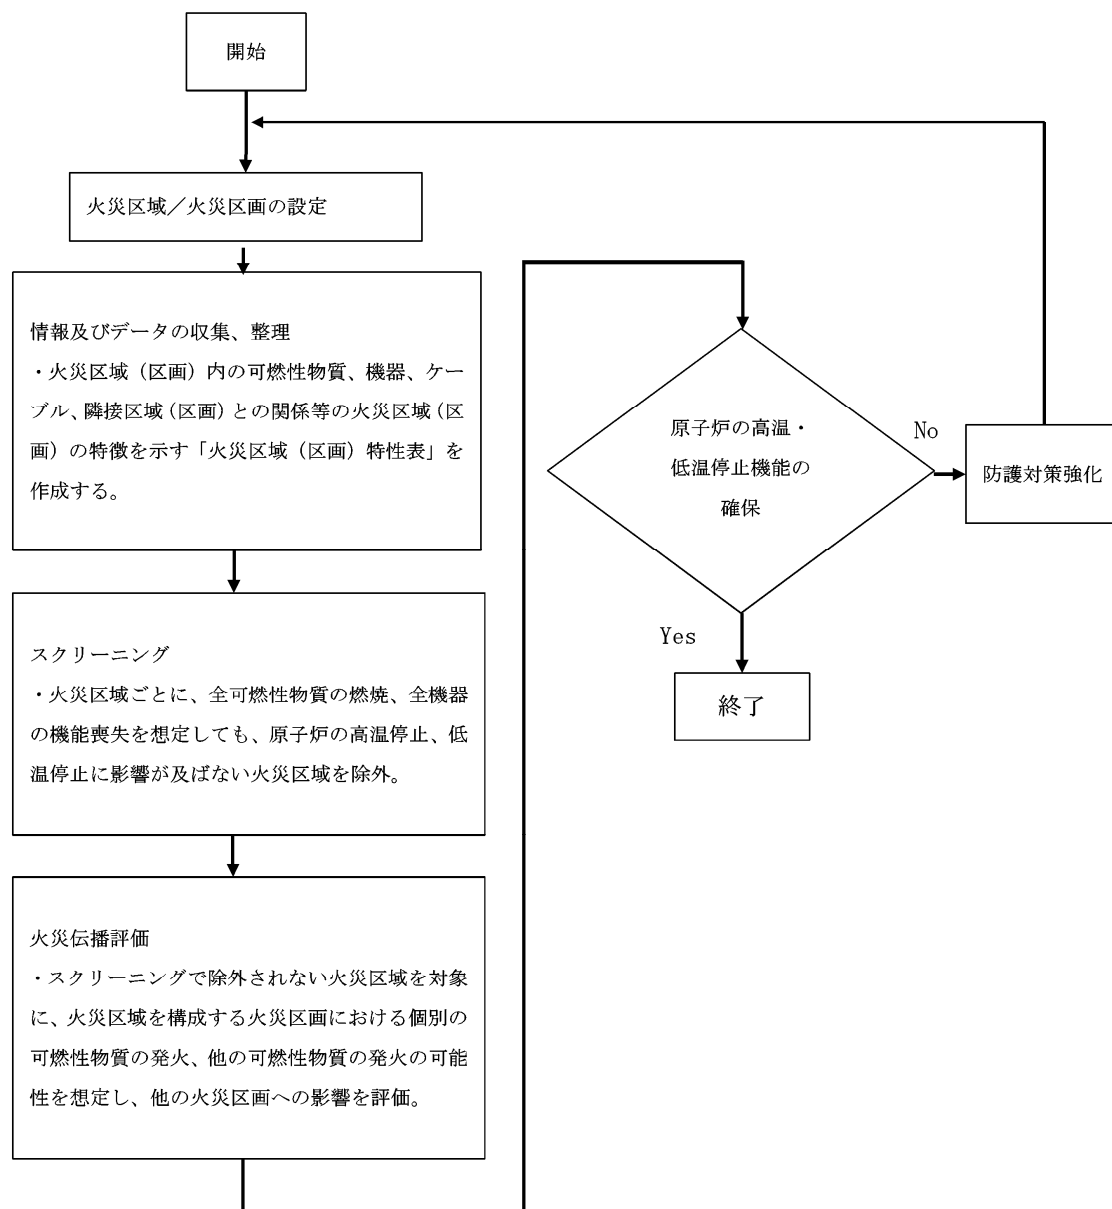 開始
火災区域／火災区画の設定
情報及びデータの収集、整理
・火災区域（区画）内の可燃性物質、機器、ケー
ブル、隣接区域（区画）との関係等の火災区域（区
画）の特徴を示す「火災区域（区画）特性表」を
作成する。
スクリーニング
・火災区域ごとに、全可燃性物質の燃焼、全機器
の機能喪失を想定しても、原子炉の高温停止、低
温停止に影響が及ばない火災区域を除外。
火災伝播評価
・スクリーニングで除外されない火災区域を対象
に、火災区域を構成する火災区画における個別の
可燃性物質の発火、他の可燃性物質の発火の可能
性を想定し、他の火災区画への影響を評価。
原子炉の高温・
低温停止機能の
確保
No
防護対策強化
Yes
終了